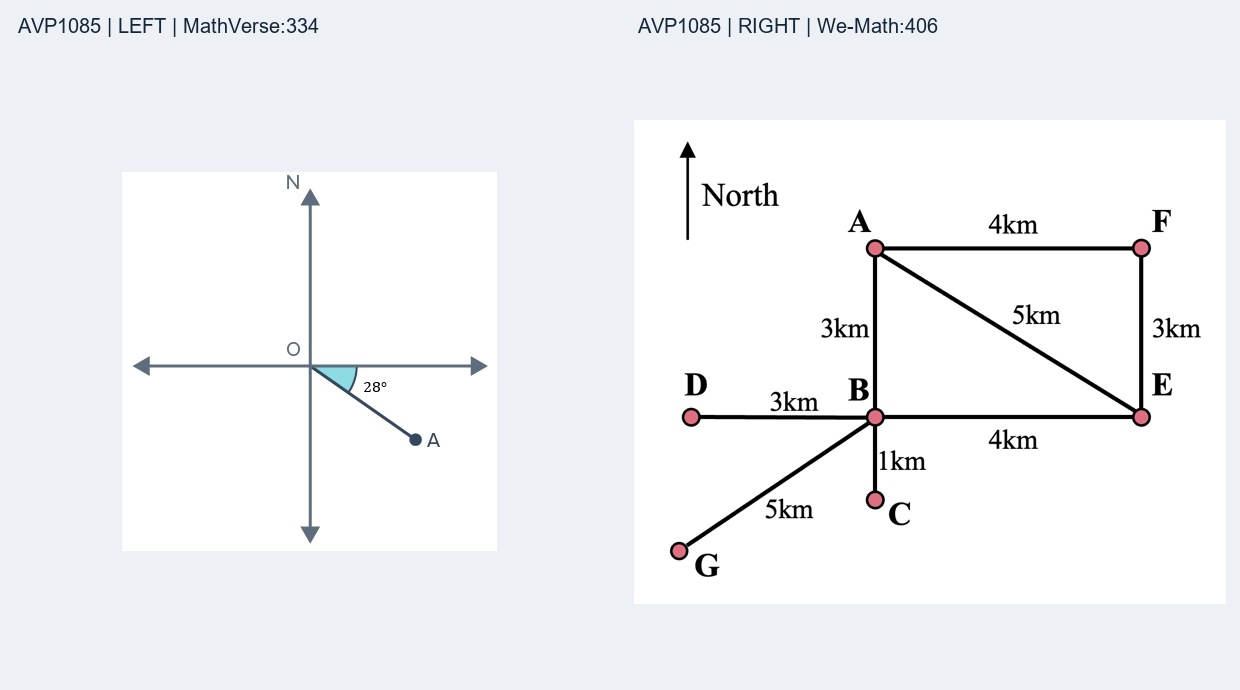 AVP1085 | LEFT | MathVerse:334
AVP1085 | RIGHT | We-Math:406
N
O
28°
A
North
A
4km
F
3km
5km
3km
D
3km
B
E
4km
1km
C
5km
G